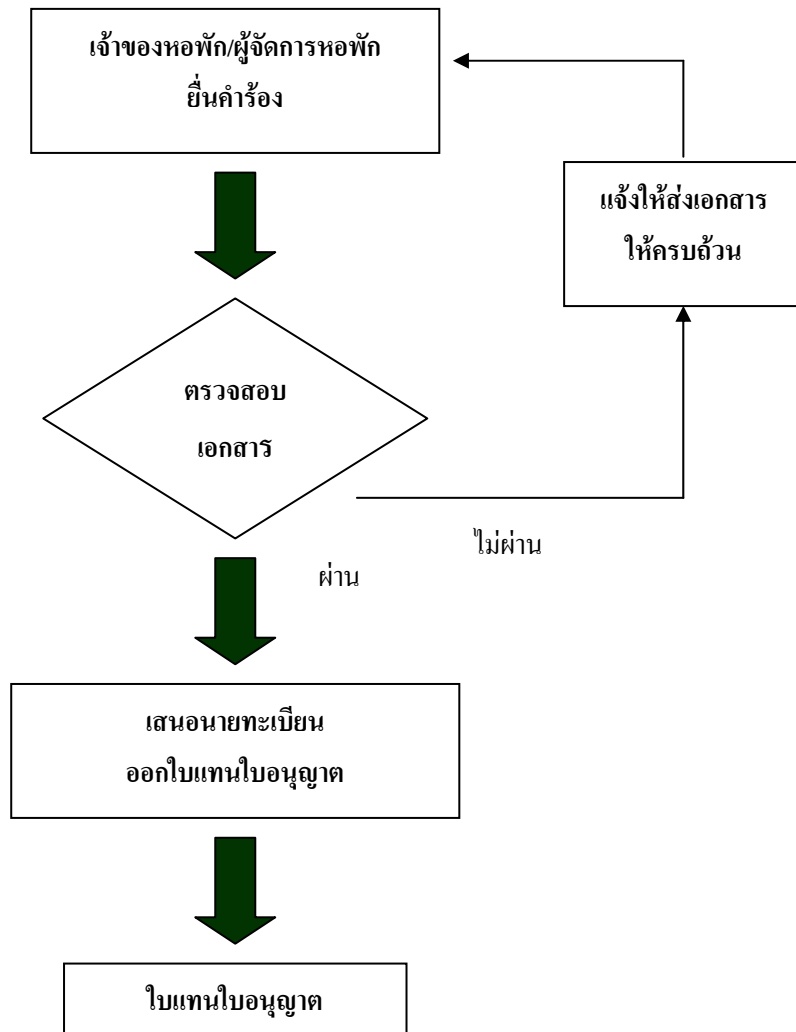 เจ้าของหอพัก/ผู้จัดการหอพัก
ยื่นคำร้อง
แจ้งให้ส่งเอกสาร
ให้ครบถ้วน
ตรวจสอบ
เอกสาร
ไม่ผ่าน
ผ่าน
เสนอนายทะเบียน
ออกใบแทนใบอนุญาต
ใบแทนใบอนุญาต